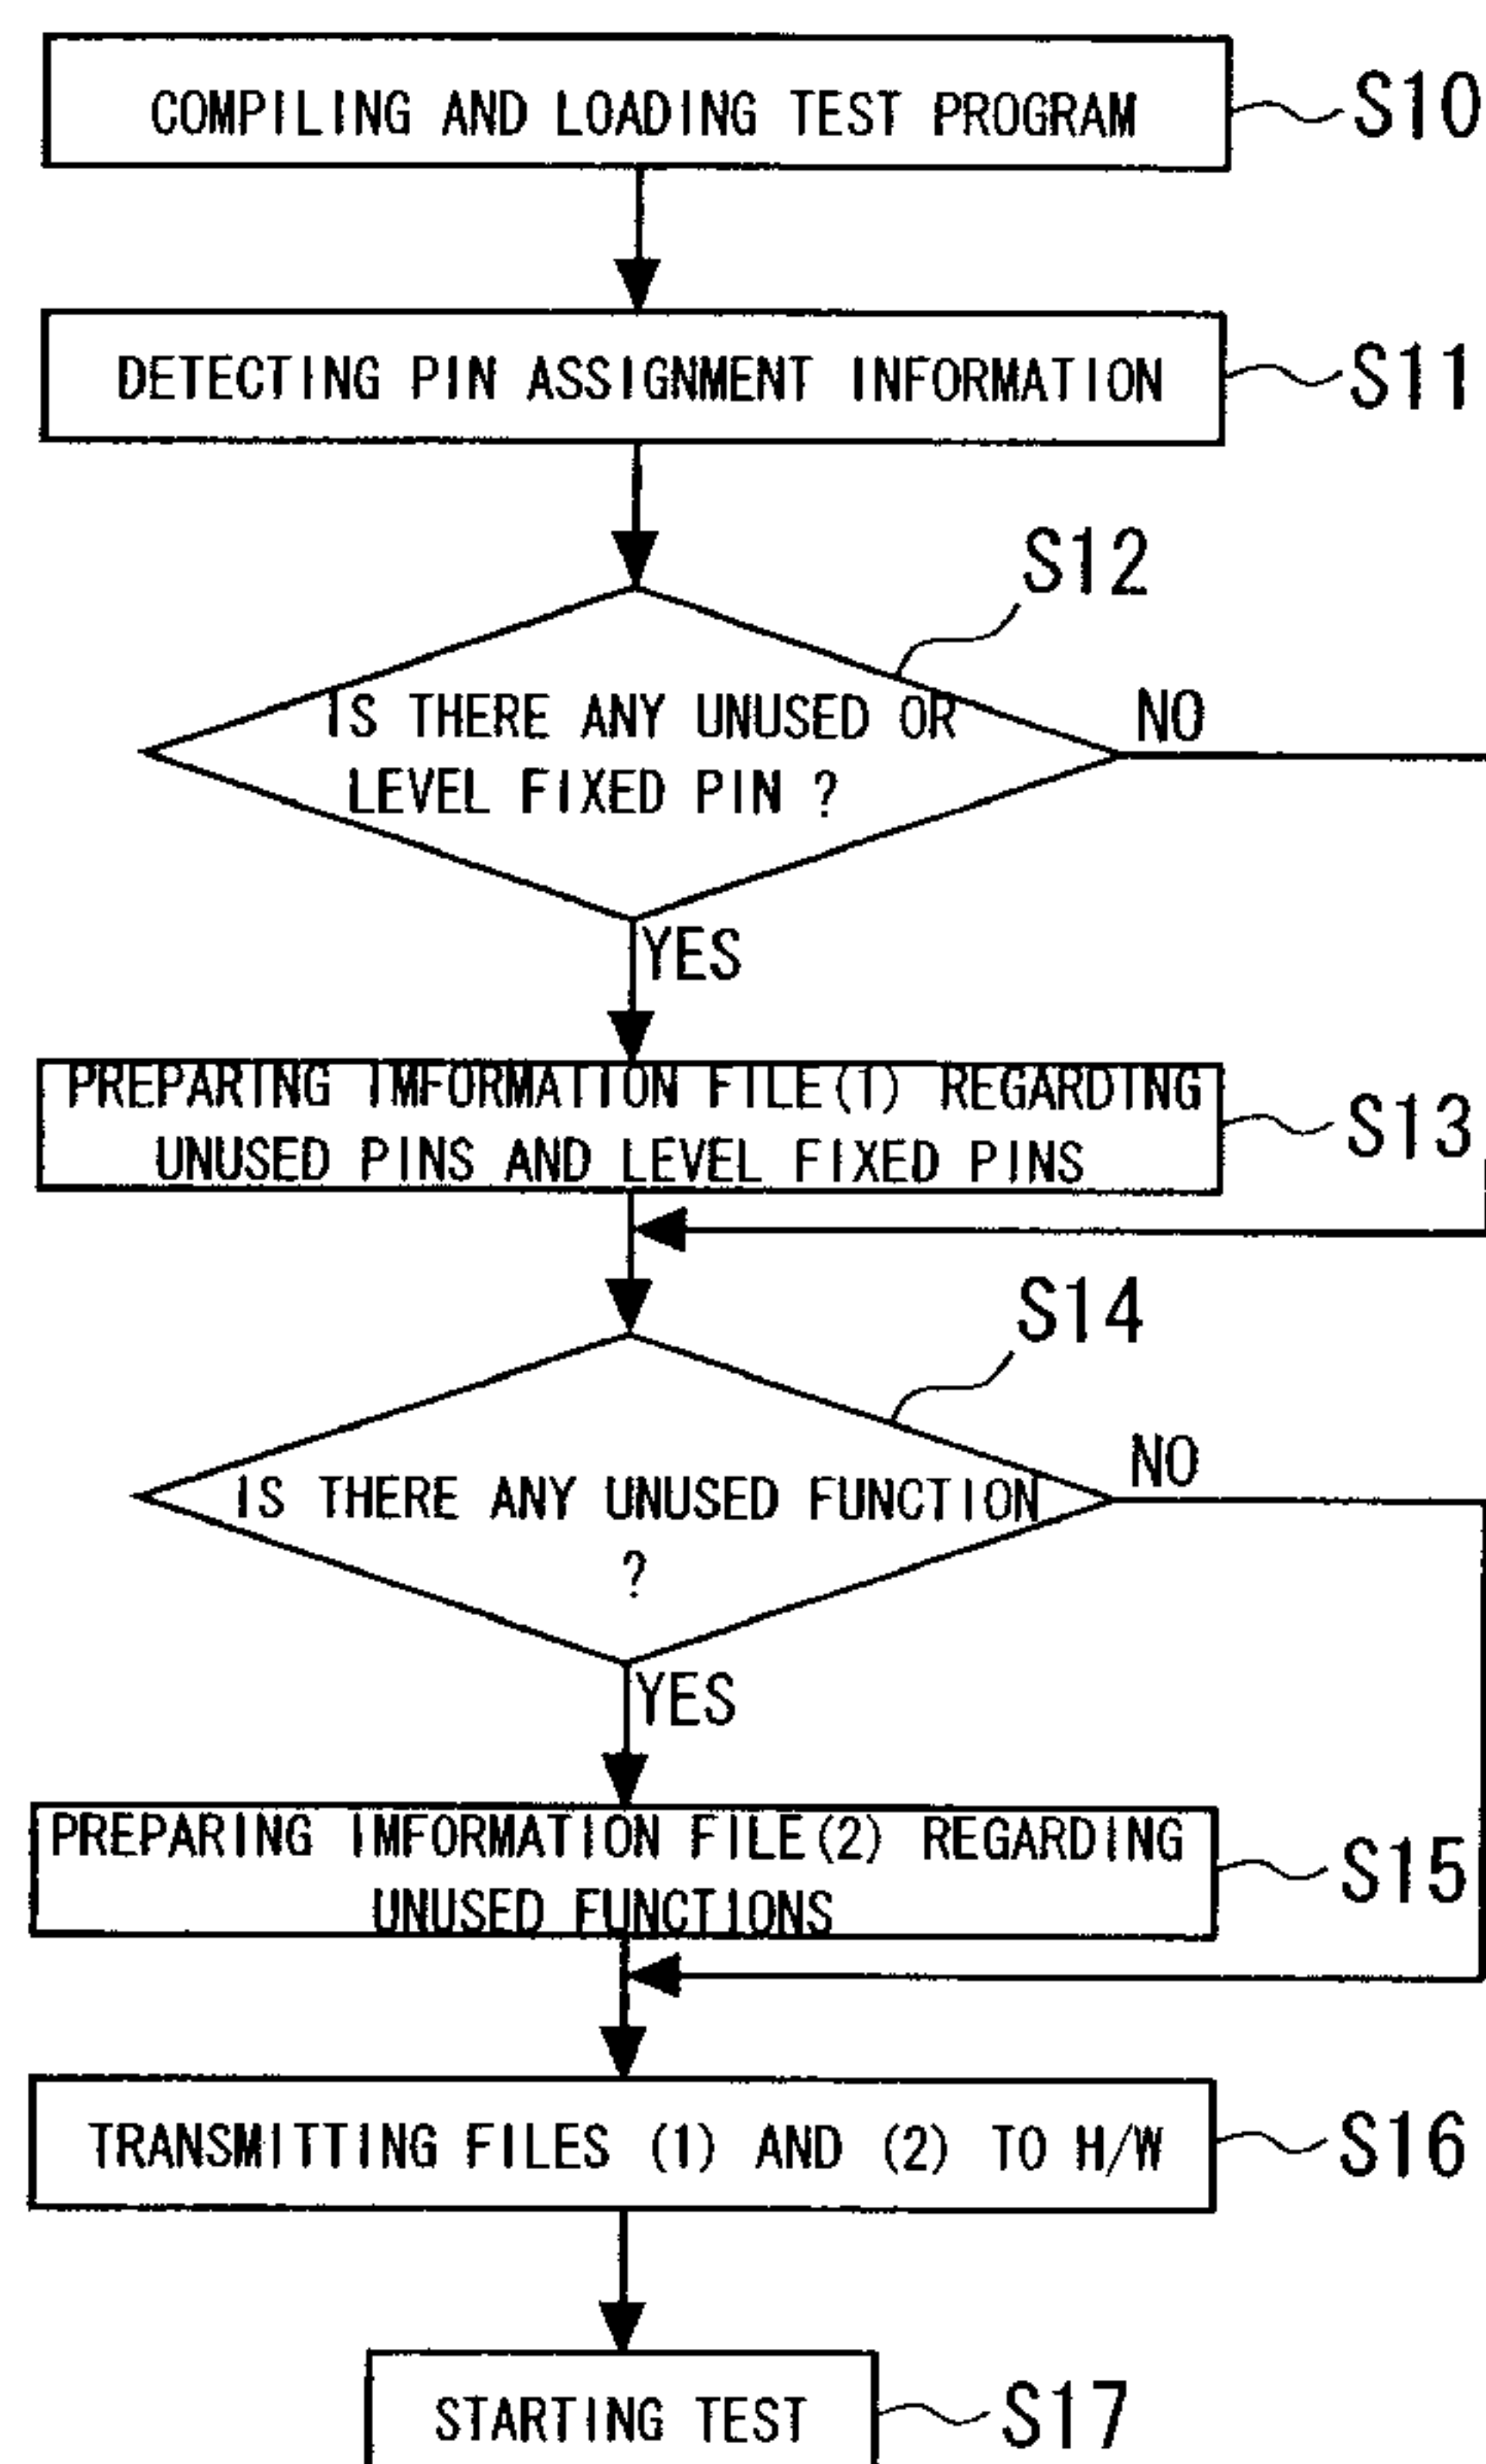 COMPILING AND LOADING TEST PROGRAM
S10
DETECTING PIN ASSIGNMENT INFORMATION
S11
S12
IS THERE ANY UNUSED OR
LEVEL FIXED PIN ?
NO
YES
PREPARING IMFORMATION FILE(1) REGARDING
UNUSED PINS AND LEVEL FIXED PINS
S13
S14
IS THERE ANY UNUSED FUNCTION
?
NO
YES
PREPARING IMFORMATION FILE(2) REGARDING
UNUSED FUNCTIONS
S15
TRANSMITTING FILES (1) AND (2) TO H/W
S16
STARTING TEST
S17